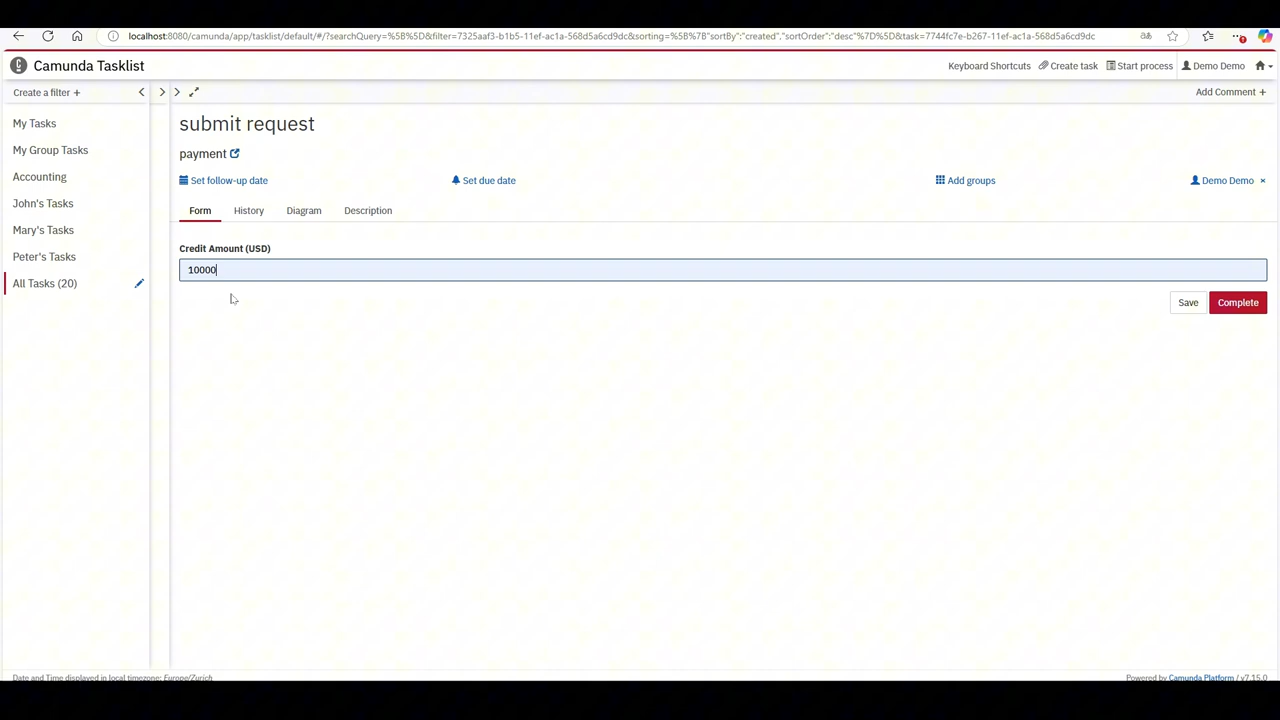 localhost:8080/camunda/app/tasklist/default/#/?searchQuery=%5B%5D&filter=7325aaf3-b1b5-11ef-ac1a-568d5a6cd9dc&sorting=%5B%7B"sortBy":"created","sortOrder":"desc"%7D%5D&task=7744fc7e-b267-11ef-ac1a-568d5a6cd9dc
Camunda Tasklist
Keyboard Shortcuts Create task Start process Demo Demo
Create a filter +
Add Comment +
submit request
payment
Set follow-up date Set due date Add groups Demo Demo ×
Form History Diagram Description
My Tasks
My Group Tasks
Accounting
John's Tasks
Mary's Tasks
Peter's Tasks
All Tasks (20)
Credit Amount (USD)
10000
Save Complete
Date and Time displayed in local timezone: Europe/Zurich
Powered by Camunda Platform / v7.15.0